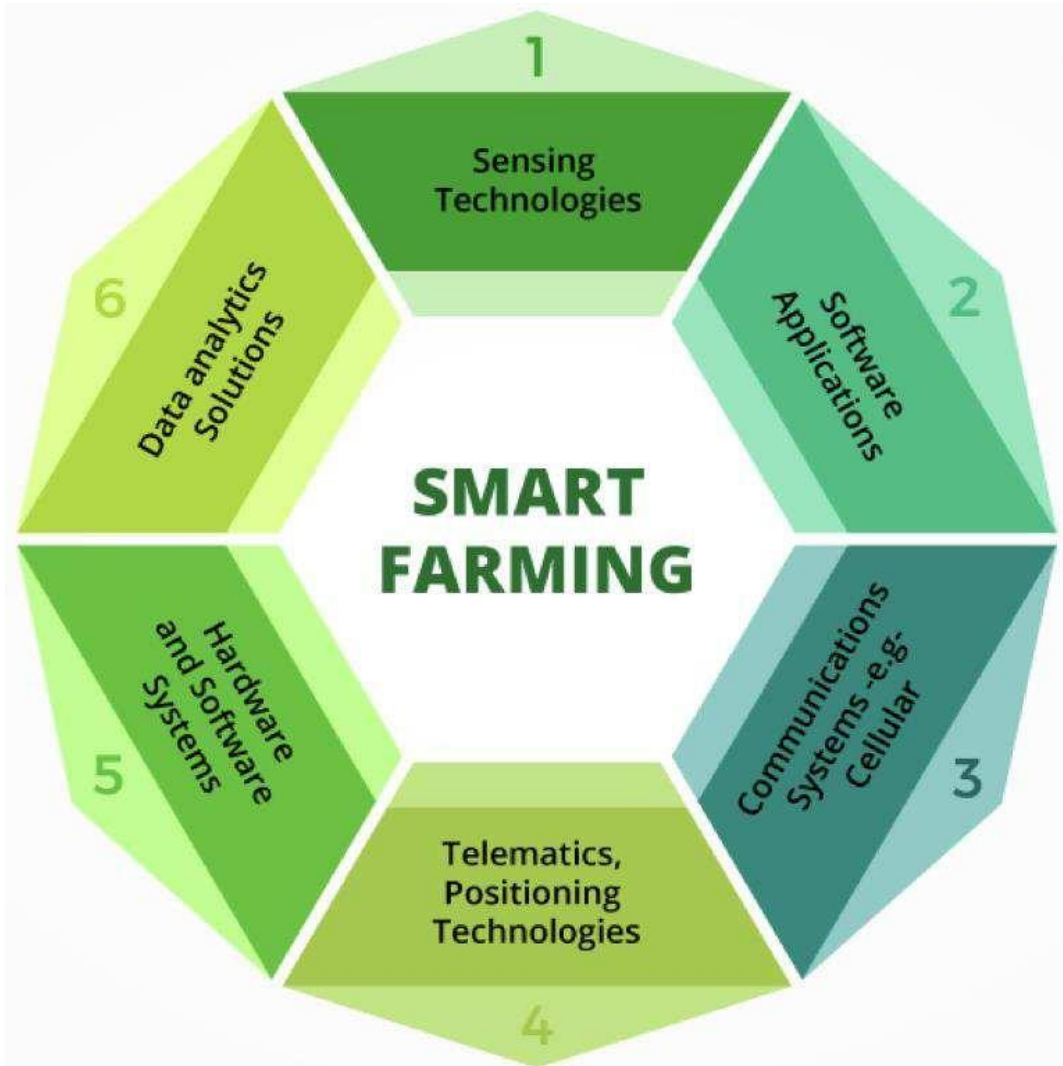 1
Sensing
Technologies
2
Software
Applications
3
Communications
Systems -e.g-
Cellular
4
Telematics,
Positioning
Technologies
5
Hardware
and Software
Systems
6
Data analytics
Solutions
SMART
FARMING